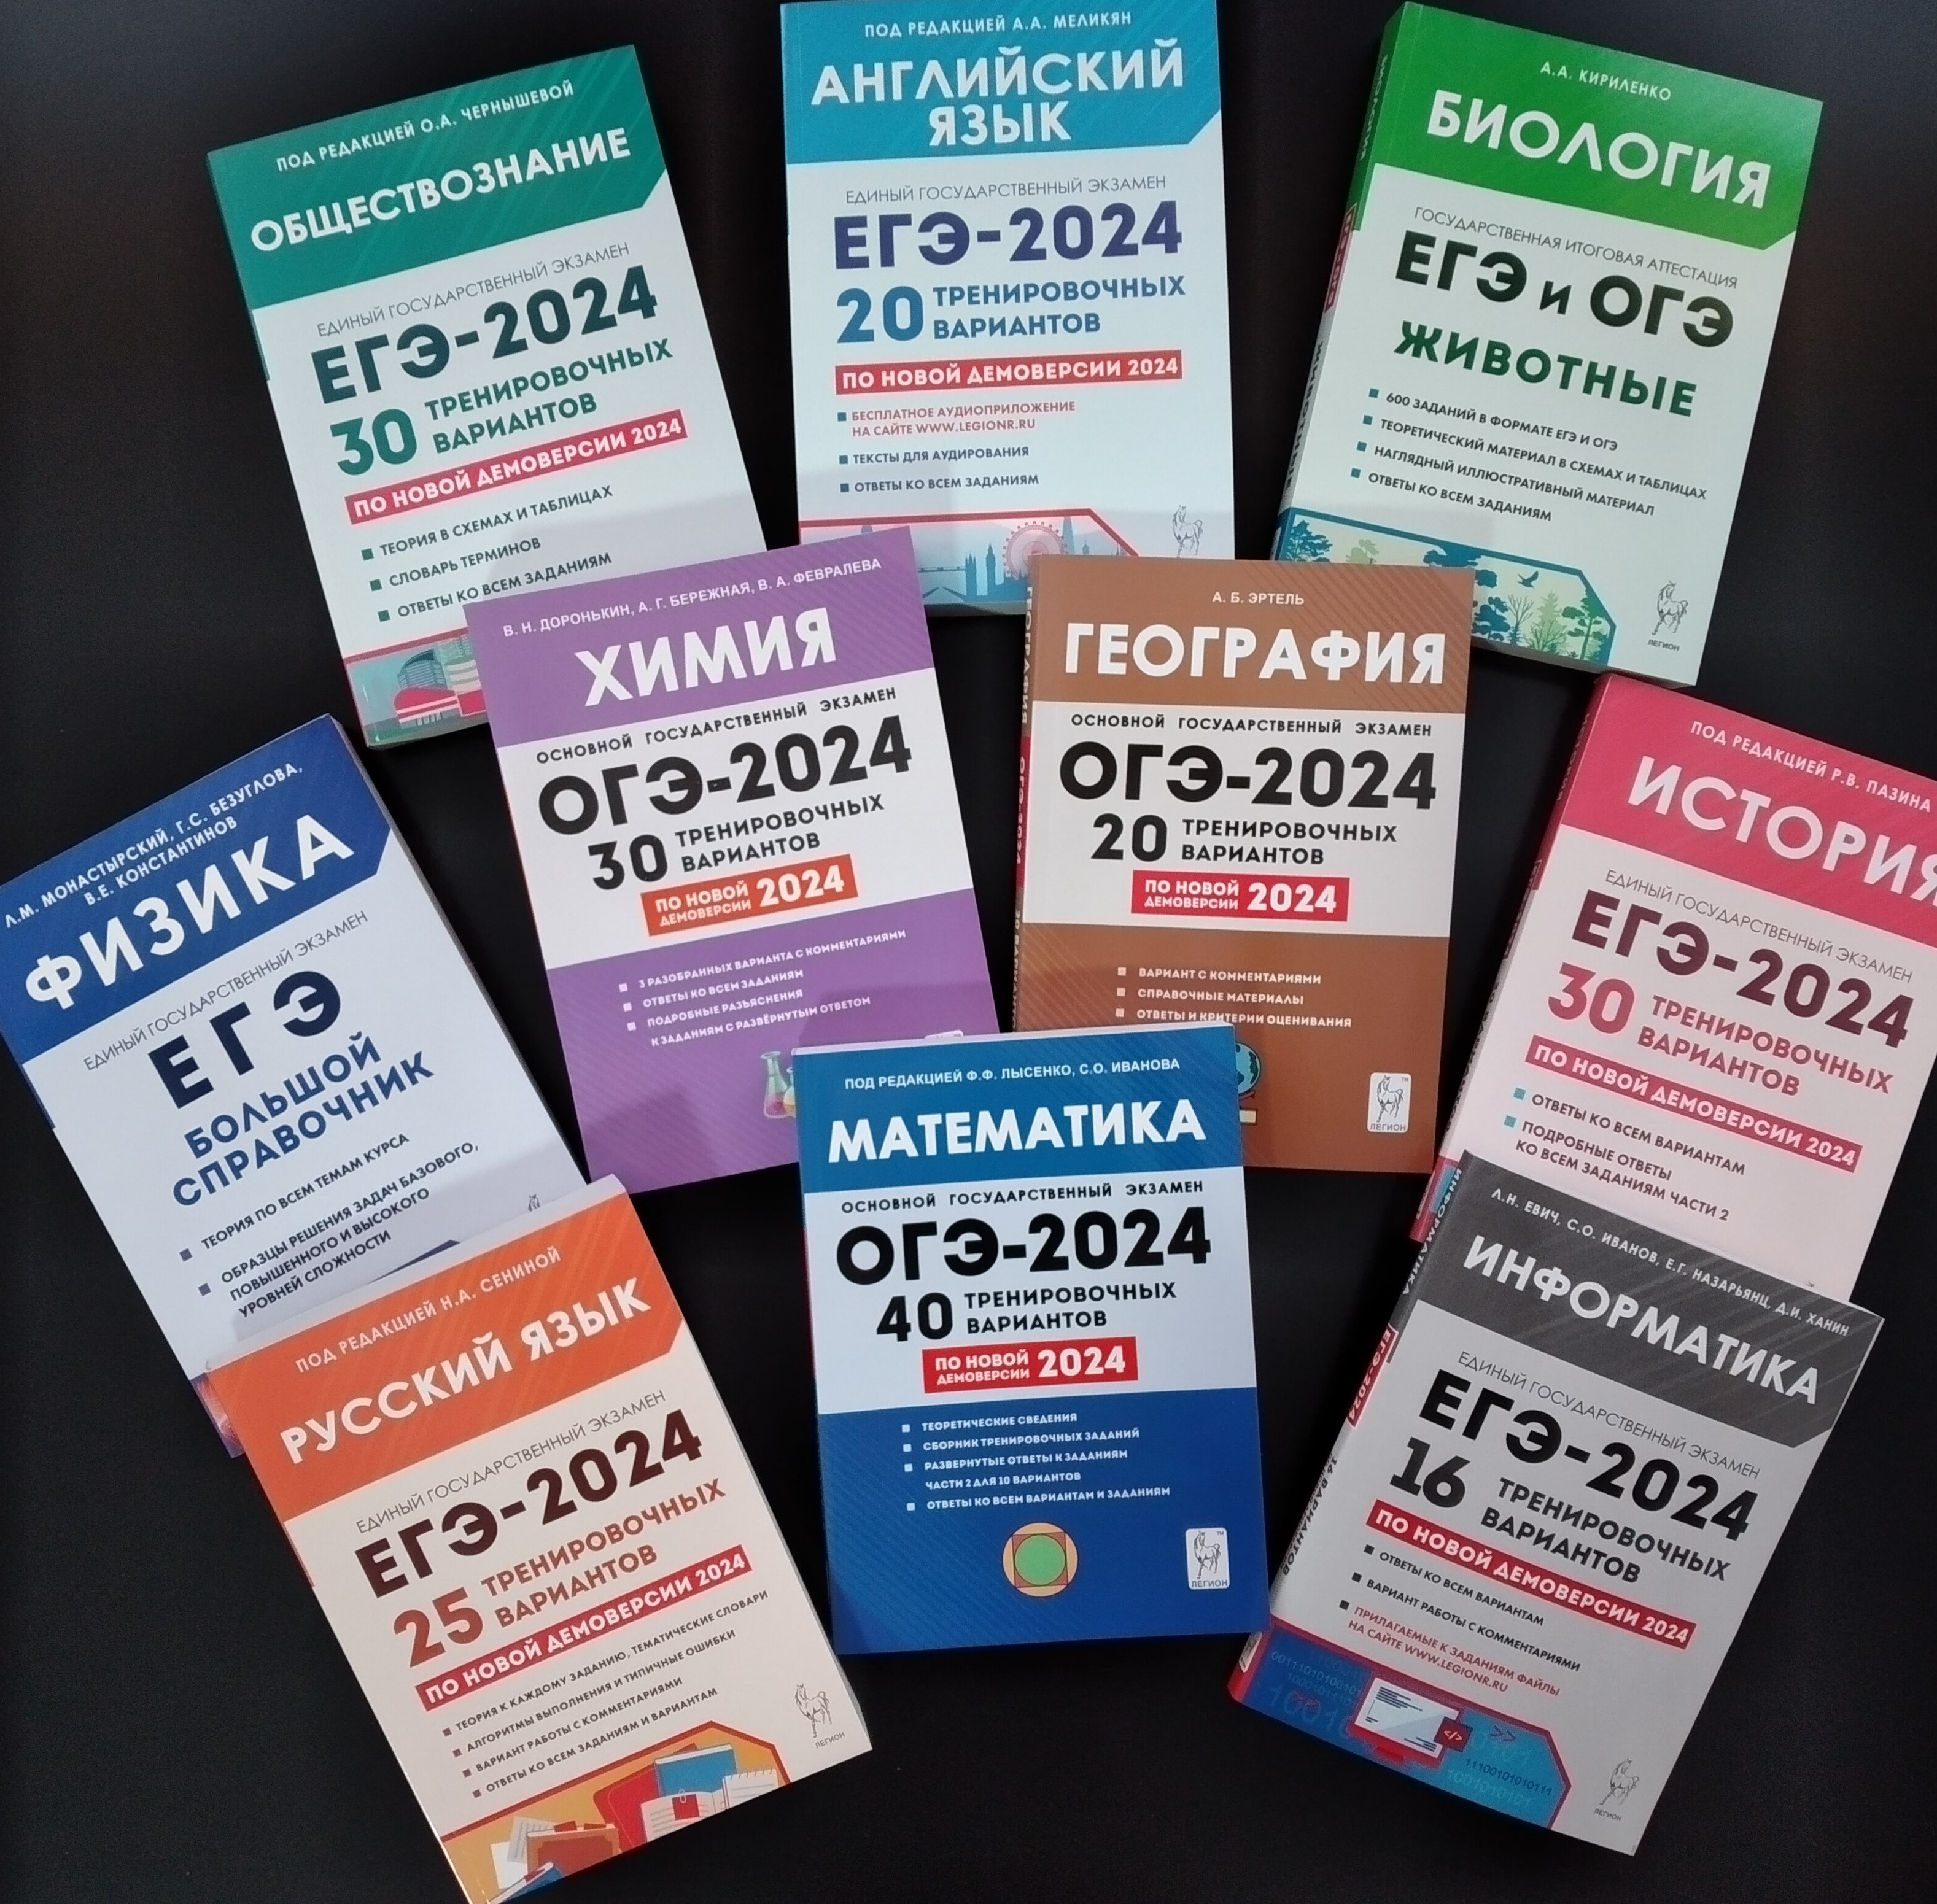 ПОД РЕДАКЦИЕЙ О.А. ЧЕРНЫШЕВОЙ
ОБЩЕСТВОЗНАНИЕ
ЕДИНЫЙ ГОСУДАРСТВЕННЫЙ ЭКЗАМЕН
ЕГЭ-2024
30 ТРЕНИРОВОЧНЫХ
ВАРИАНТОВ
ПО НОВОЙ ДЕМОВЕРСИИ 2024
ТЕОРИЯ В СХЕМАХ И ТАБЛИЦАХ
СЛОВАРЬ ТЕРМИНОВ
ОТВЕТЫ КО ВСЕМ ЗАДАНИЯМ
ПОД РЕДАКЦИЕЙ А.А. МЕЛИКЯН
АНГЛИЙСКИЙ
ЯЗЫК
ЕДИНЫЙ ГОСУДАРСТВЕННЫЙ ЭКЗАМЕН
ЕГЭ-2024
20 ТРЕНИРОВОЧНЫХ
ВАРИАНТОВ
ПО НОВОЙ ДЕМОВЕРСИИ 2024
БЕСПЛАТНОЕ АУДИОПРИЛОЖЕНИЕ
НА САЙТЕ WWW.LEGIONR.RU
ТЕКСТЫ ДЛЯ АУДИРОВАНИЯ
ОТВЕТЫ КО ВСЕМ ЗАДАНИЯМ
А.А. КИРИЛЕНКО
БИОЛОГИЯ
ГОСУДАРСТВЕННАЯ ИТОГОВАЯ АТТЕСТАЦИЯ
ЕГЭ И ОГЭ
ЖИВОТНЫЕ
600 ЗАДАНИЙ В ФОРМАТЕ ЕГЭ И ОГЭ
ТЕОРЕТИЧЕСКИЙ МАТЕРИАЛ В СХЕМАХ И ТАБЛИЦАХ
НАГЛЯДНЫЙ ИЛЛЮСТРАТИВНЫЙ МАТЕРИАЛ
ОТВЕТЫ КО ВСЕМ ЗАДАНИЯМ
ЛЕГИОН
В. Н. ДОРОНЬКИН, А. Г. БЕРЕЖНАЯ, В. А. ФЕВРАЛЕВА
ХИМИЯ
ОСНОВНОЙ ГОСУДАРСТВЕННЫЙ ЭКЗАМЕН
ОГЭ-2024
30 ТРЕНИРОВОЧНЫХ
ВАРИАНТОВ
ПО НОВОЙ
ДЕМОВЕРСИИ 2024
3 РАЗОБРАННЫХ ВАРИАНТА С КОММЕНТАРИЯМИ
ОТВЕТЫ КО ВСЕМ ЗАДАНИЯМ
ПОДРОБНЫЕ РАЗЪЯСНЕНИЯ
К ЗАДАНИЯМ С РАЗВЁРНУТЫМ ОТВЕТОМ
А. Б. ЭРТЕЛЬ
ГЕОГРАФИЯ
ОСНОВНОЙ ГОСУДАРСТВЕННЫЙ ЭКЗАМЕН
ОГЭ-2024
20 ТРЕНИРОВОЧНЫХ
ВАРИАНТОВ
ПО НОВОЙ
ДЕМОВЕРСИИ 2024
ВАРИАНТ С КОММЕНТАРИЯМИ
СПРАВОЧНЫЕ МАТЕРИАЛЫ
ОТВЕТЫ И КРИТЕРИИ ОЦЕНИВАНИЯ
ЛЕГИОН
ГЕОГРАФИЯ ОГЭ-2024
ПОД РЕДАКЦИЕЙ Р.В. ПАЗИНА
ИСТОРИЯ
ЕДИНЫЙ ГОСУДАРСТВЕННЫЙ ЭКЗАМЕН
ЕГЭ-2024
30 ТРЕНИРОВОЧНЫХ
ВАРИАНТОВ
ПО НОВОЙ ДЕМОВЕРСИИ 2024
ОТВЕТЫ КО ВСЕМ ВАРИАНТАМ
ПОДРОБНЫЕ ОТВЕТЫ
КО ВСЕМ ЗАДАНИЯМ ЧАСТИ 2
Л.М. МОНАСТЫРСКИЙ, Г.С. БЕЗУГЛОВА,
В.Е. КОНСТАНТИНОВ
ФИЗИКА
ЕДИНЫЙ ГОСУДАРСТВЕННЫЙ ЭКЗАМЕН
ЕГЭ
БОЛЬШОЙ
СПРАВОЧНИК
ТЕОРИЯ ПО ВСЕМ ТЕМАМ КУРСА
ОБРАЗЦЫ РЕШЕНИЯ ЗАДАЧ БАЗОВОГО,
ПОВЫШЕННОГО И ВЫСОКОГО
УРОВНЕЙ СЛОЖНОСТИ
ПОД РЕДАКЦИЕЙ Ф.Ф. ЛЫСЕНКО, С.О. ИВАНОВА
МАТЕМАТИКА
ОСНОВНОЙ ГОСУДАРСТВЕННЫЙ ЭКЗАМЕН
ОГЭ-2024
40 ТРЕНИРОВОЧНЫХ
ВАРИАНТОВ
ПО НОВОЙ
ДЕМОВЕРСИИ 2024
ТЕОРЕТИЧЕСКИЕ СВЕДЕНИЯ
СБОРНИК ТРЕНИРОВОЧНЫХ ЗАДАНИЙ
РАЗВЕРНУТЫЕ ОТВЕТЫ К ЗАДАНИЯМ
ЧАСТИ 2 ДЛЯ 10 ВАРИАНТОВ
ОТВЕТЫ КО ВСЕМ ВАРИАНТАМ И ЗАДАНИЯМ
ЛЕГИОН
ПОД РЕДАКЦИЕЙ Н.А. СЕНИНОЙ
РУССКИЙ ЯЗЫК
ЕДИНЫЙ ГОСУДАРСТВЕННЫЙ ЭКЗАМЕН
ЕГЭ-2024
25 ТРЕНИРОВОЧНЫХ
ВАРИАНТОВ
ПО НОВОЙ ДЕМОВЕРСИИ 2024
ТЕОРИЯ К КАЖДОМУ ЗАДАНИЮ, ТЕМАТИЧЕСКИЕ СЛОВАРИ
АЛГОРИТМЫ ВЫПОЛНЕНИЯ И ТИПИЧНЫЕ ОШИБКИ
ВАРИАНТ РАБОТЫ С КОММЕНТАРИЯМИ
ОТВЕТЫ КО ВСЕМ ЗАДАНИЯМ И ВАРИАНТАМ
ЛЕГИОН
Л.Н. ЕВИЧ, С.О. ИВАНОВ, Е.Г. НАЗАРЬЯНЦ, Д.И. ХАНИН
ИНФОРМАТИКА
ЕДИНЫЙ ГОСУДАРСТВЕННЫЙ ЭКЗАМЕН
ЕГЭ-2024
16 ТРЕНИРОВОЧНЫХ
ВАРИАНТОВ
ПО НОВОЙ ДЕМОВЕРСИИ 2024
ОТВЕТЫ КО ВСЕМ ВАРИАНТАМ
ВАРИАНТ РАБОТЫ С КОММЕНТАРИЯМИ
ПРИЛАГАЕМЫЕ К ЗАДАНИЯМ ФАЙЛЫ
НА САЙТЕ WWW.LEGIONR.RU
ЛЕГИОН
ИНФОРМАТИКА ЕГЭ-2024 16 ВАРИАНТОВ